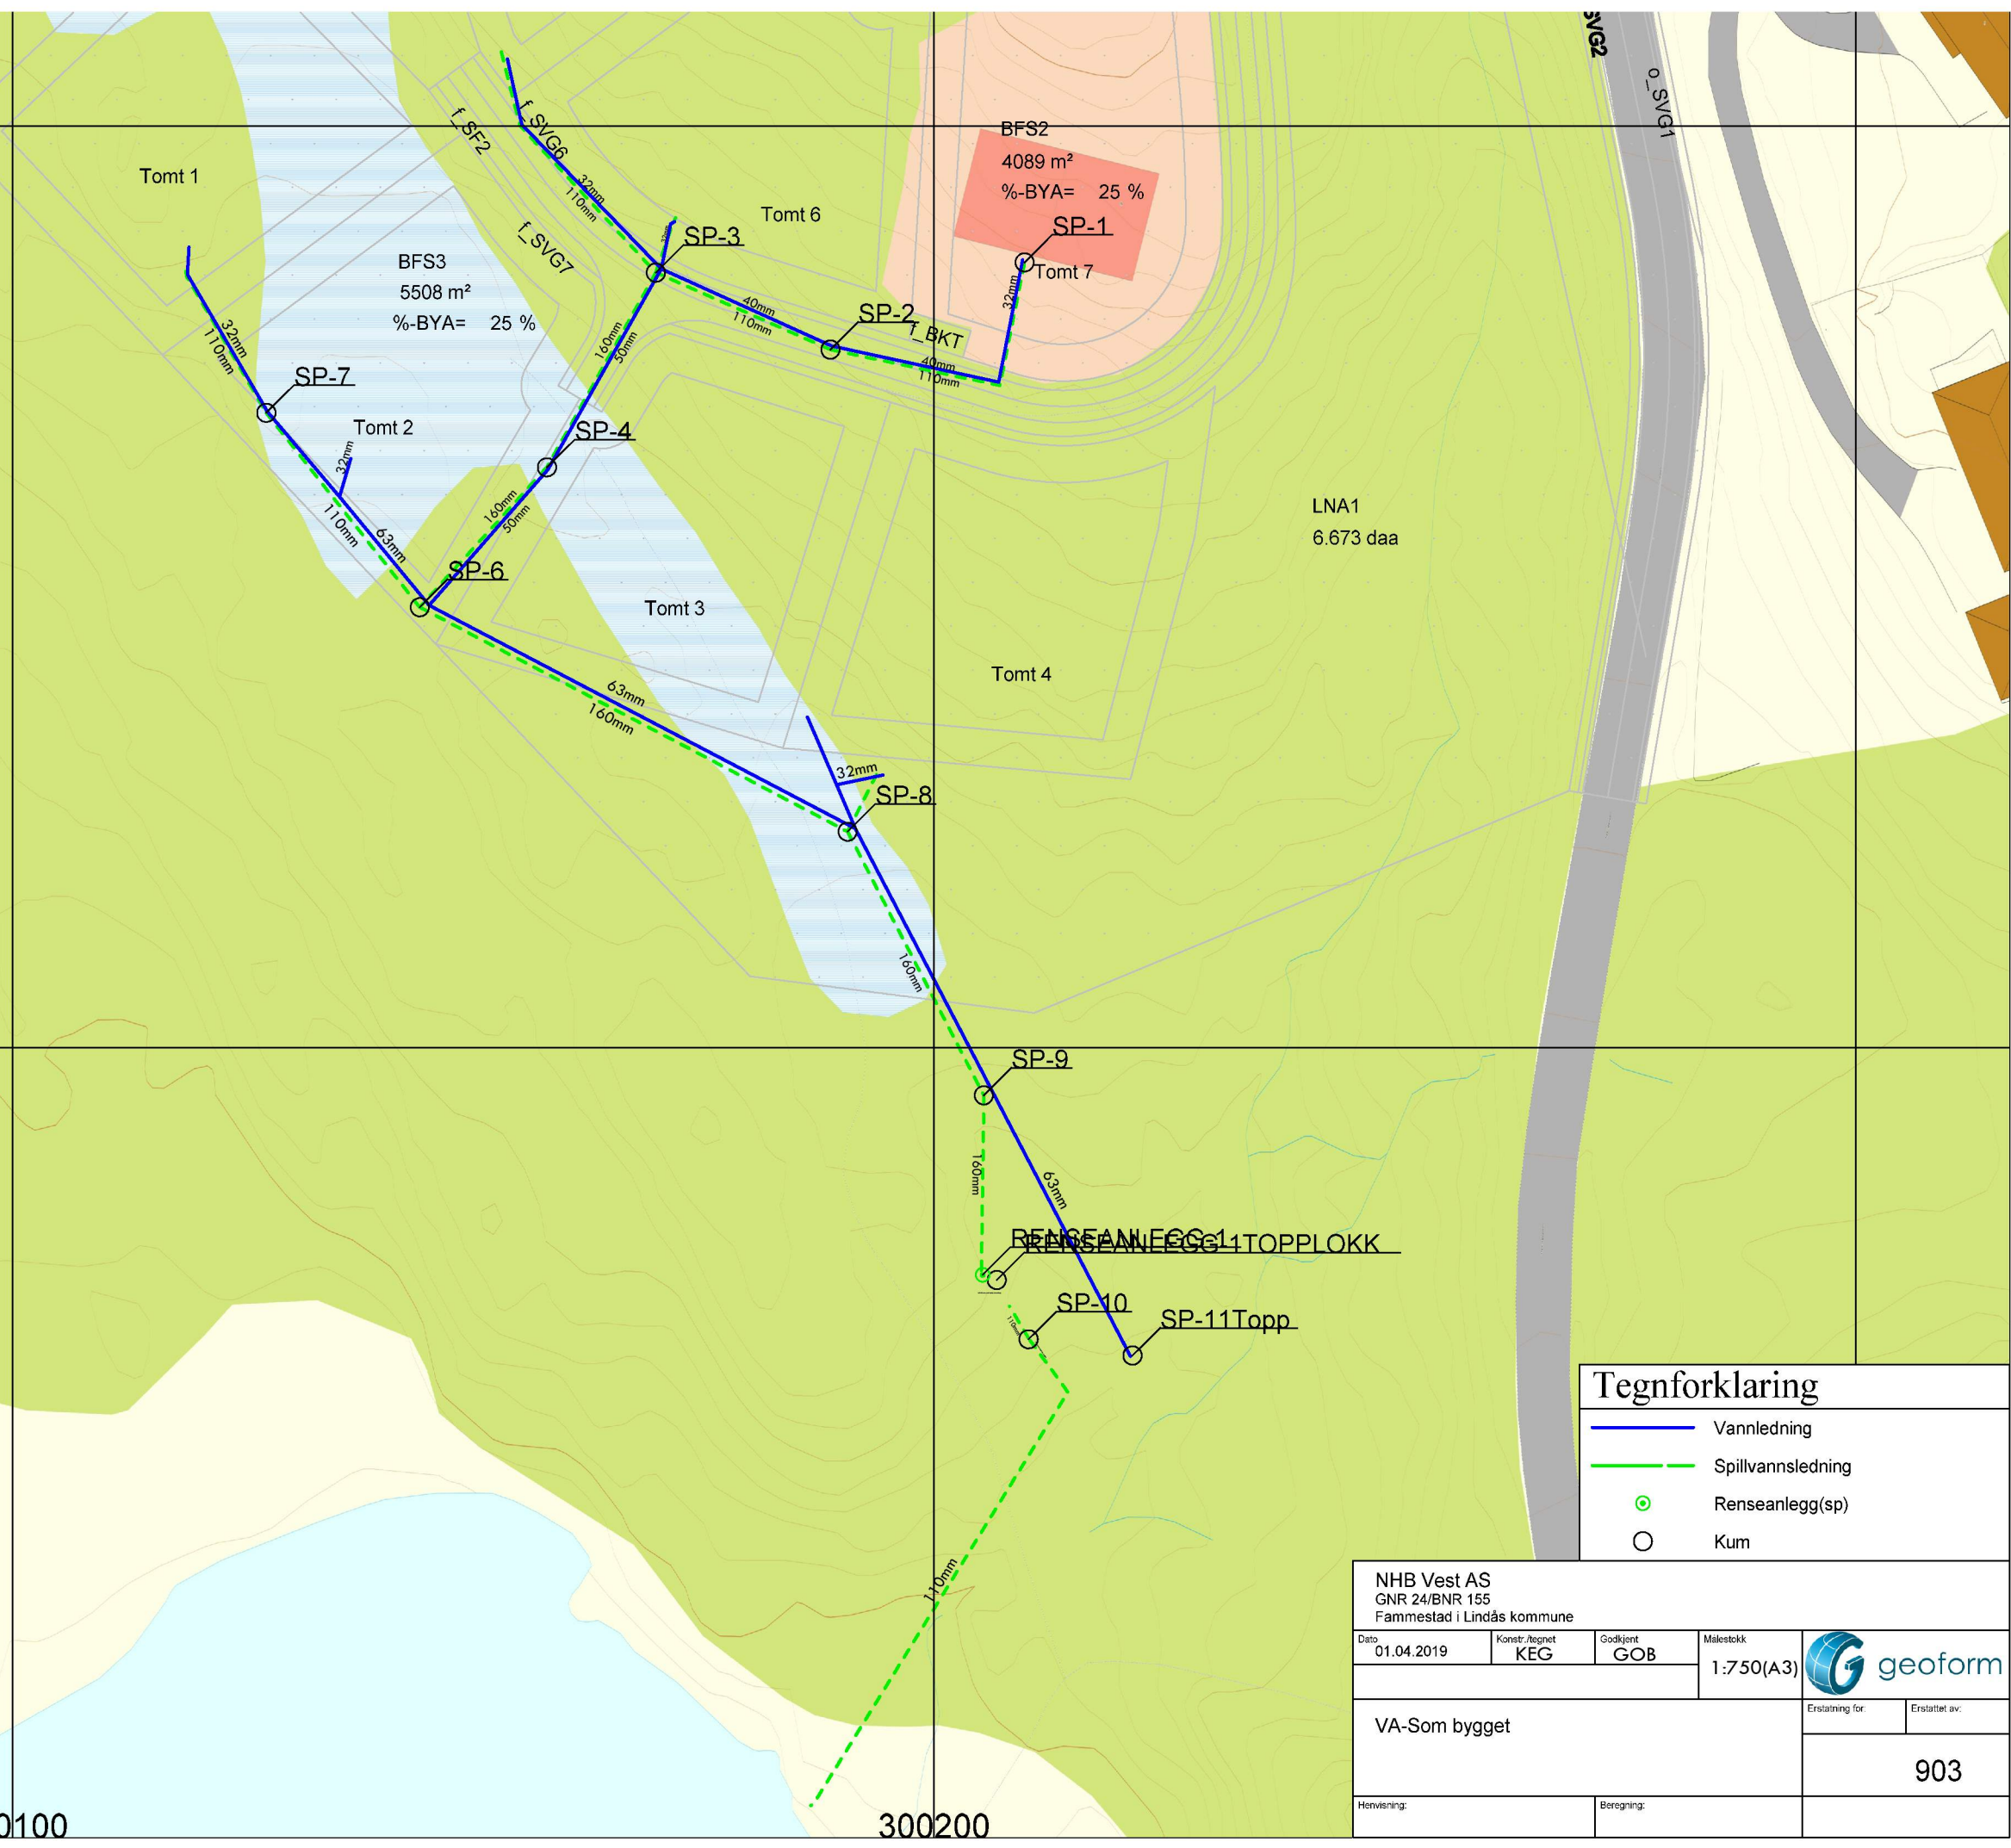 SVG2
o_SVG1
f_SF2
f_SVG6
32mm
110mm
BFS2
4089 m²
%-BYA= 25 %
Tomt 1
Tomt 6
SP-1
SP-3
32mm
f_SVG7
BFS3
5508 m²
%-BYA= 25 %
Tomt 7
32mm
40mm
110mm
SP-2
f_BKT
40mm
110mm
32mm
110mm
160mm
50mm
SP-7
Tomt 2
32mm
SP-4
110mm
63mm
160mm
50mm
LNA1
6.673 daa
SP-6
Tomt 3
Tomt 4
63mm
160mm
32mm
SP-8
160mm
SP-9
160mm
63mm
RENSEANLEGG-1
RENSEANLEGG-1TOPPLOKK
SP-10
110mm
SP-11Topp
110mm
Tegnforklaring
Vannledning
Spillvannsledning
Renseanlegg(sp)
Kum
NHB Vest AS
GNR 24/BNR 155
Fammestad i Lindås kommune
Dato
01.04.2019
Konstr./tegnet
KEG
Godkjent
GOB
Målestokk
1:750(A3)
geoform
VA-Som bygget
Erstatning for:
Erstattet av:
903
Henvisning:
Beregning:
0100
300200